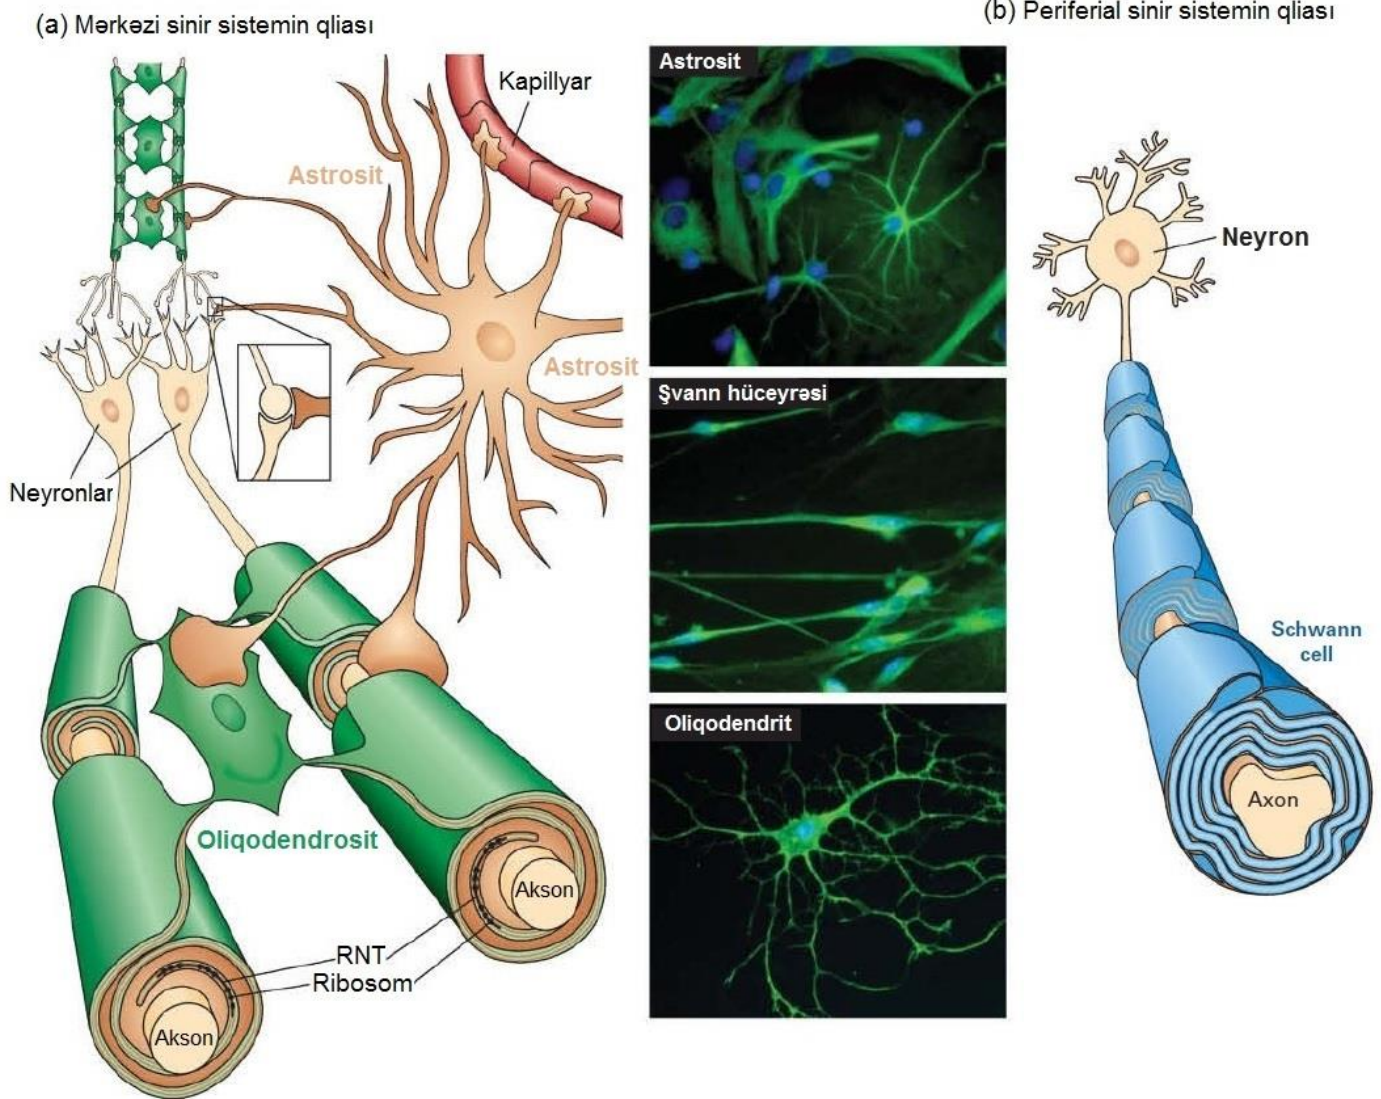 (a) Mərkəzi sinir sistemin qliası
(b) Periferial sinir sistemin qliası
Kapillyar
Astrosit
Astrosit
Neyronlar
Oliqodendrosit
Akson
RNT
Ribosom
Akson
Astrosit
Şvann hüceyrəsi
Oliqodendrit
Neyron
Schwann
cell
Axon